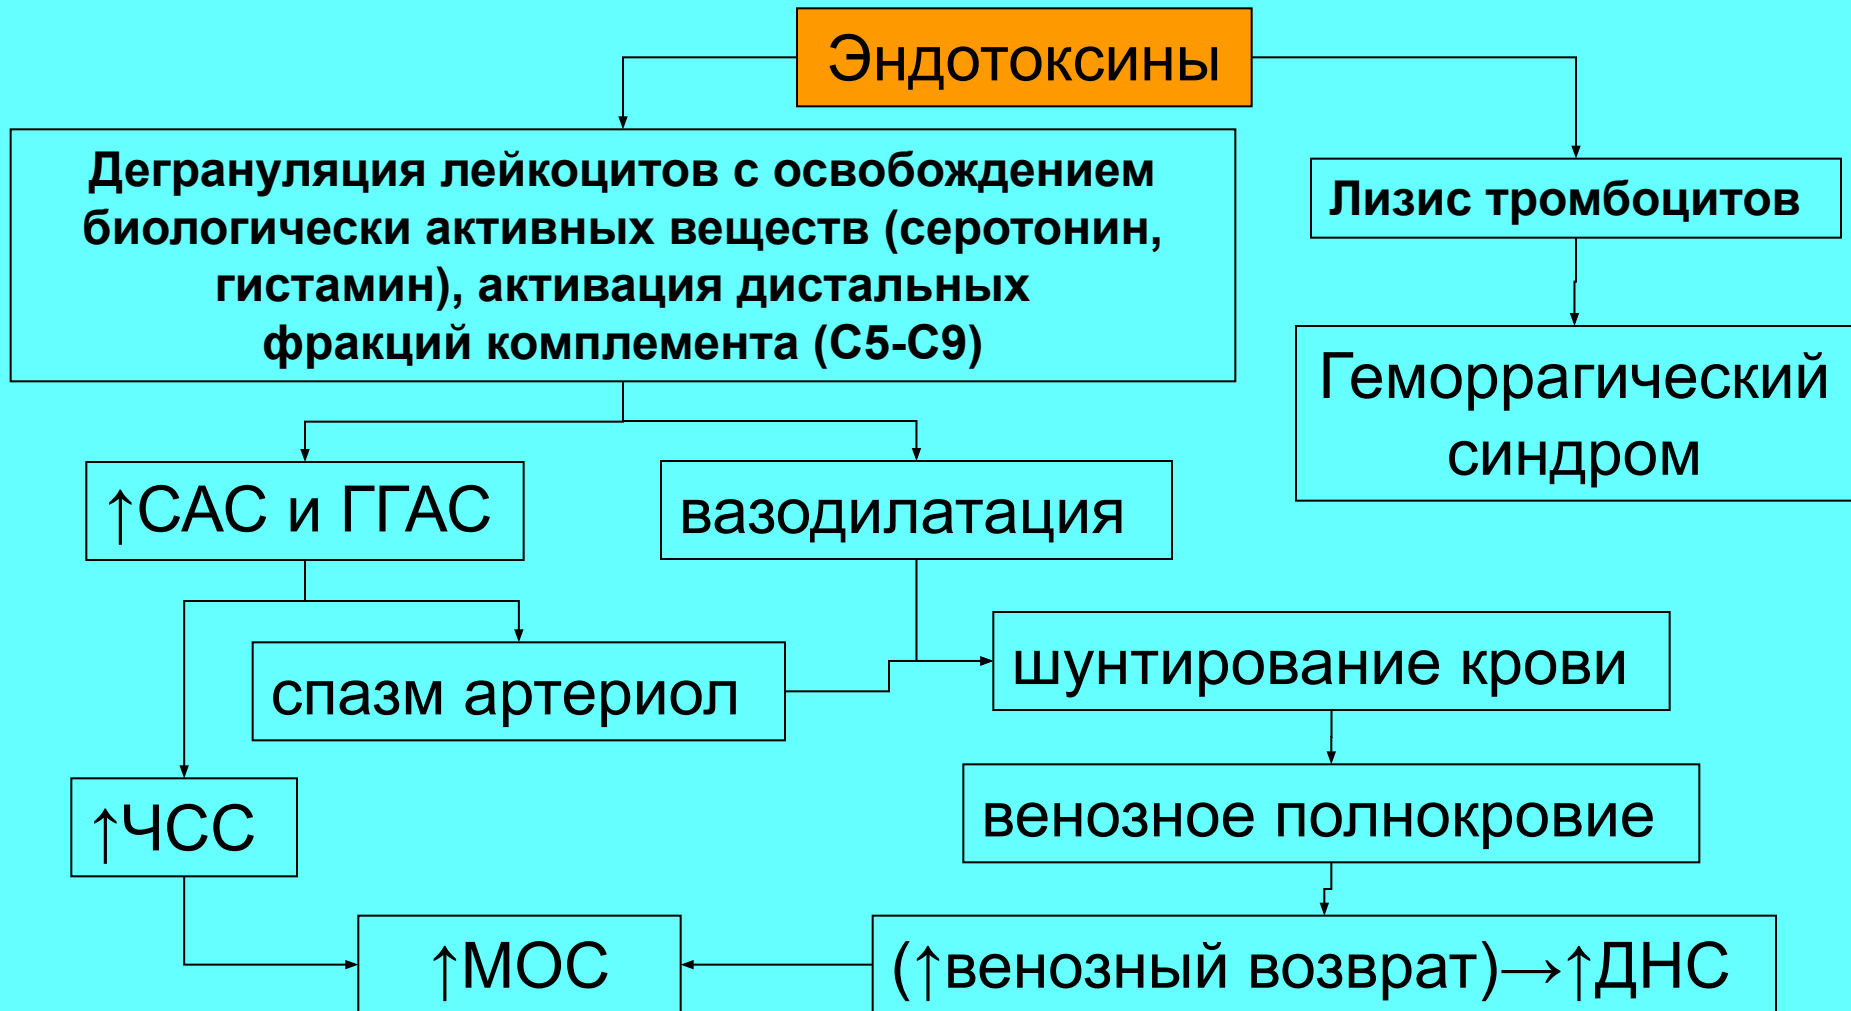 Эндотоксины
Дегрануляция лейкоцитов с освобождением
биологически активных веществ (серотонин,
гистамин), активация дистальных
фракций комплемента (С5-С9)
Лизис тромбоцитов
Геморрагический
синдром
↑САС и ГГАС
вазодилатация
спазм артериол
шунтирование крови
↑ЧСС
венозное полнокровие
↑МОС
(↑венозный возврат)→↑ДНС